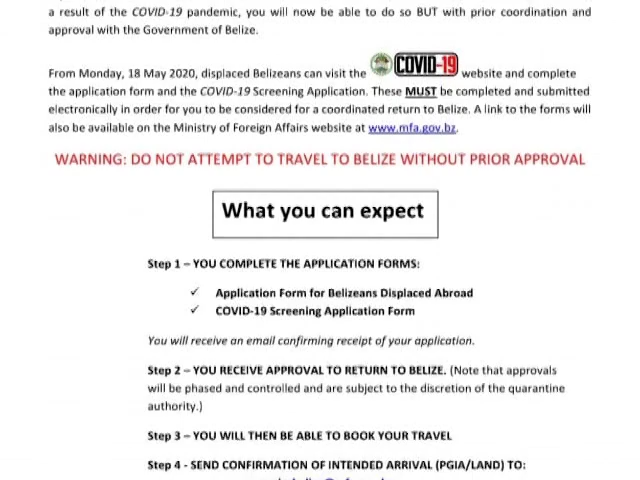 a result of the COVID-19 pandemic, you will now be able to do so BUT with prior coordination and
approval with the Government of Belize.
From Monday, 18 May 2020, displaced Belizeans can visit the COVID-19 website and complete
the application form and the COVID-19 Screening Application. These MUST be completed and submitted
electronically in order for you to be considered for a coordinated return to Belize. A link to the forms will
also be available on the Ministry of Foreign Affairs website at www.mfa.gov.bz.
WARNING: DO NOT ATTEMPT TO TRAVEL TO BELIZE WITHOUT PRIOR APPROVAL
What you can expect
Step 1 – YOU COMPLETE THE APPLICATION FORMS:
✓ Application Form for Belizeans Displaced Abroad
✓ COVID-19 Screening Application Form
You will receive an email confirming receipt of your application.
Step 2 – YOU RECEIVE APPROVAL TO RETURN TO BELIZE. (Note that approvals
will be phased and controlled and are subject to the discretion of the quarantine
authority.)
Step 3 – YOU WILL THEN BE ABLE TO BOOK YOUR TRAVEL
Step 4 - SEND CONFIRMATION OF INTENDED ARRIVAL (PGIA/LAND) TO: